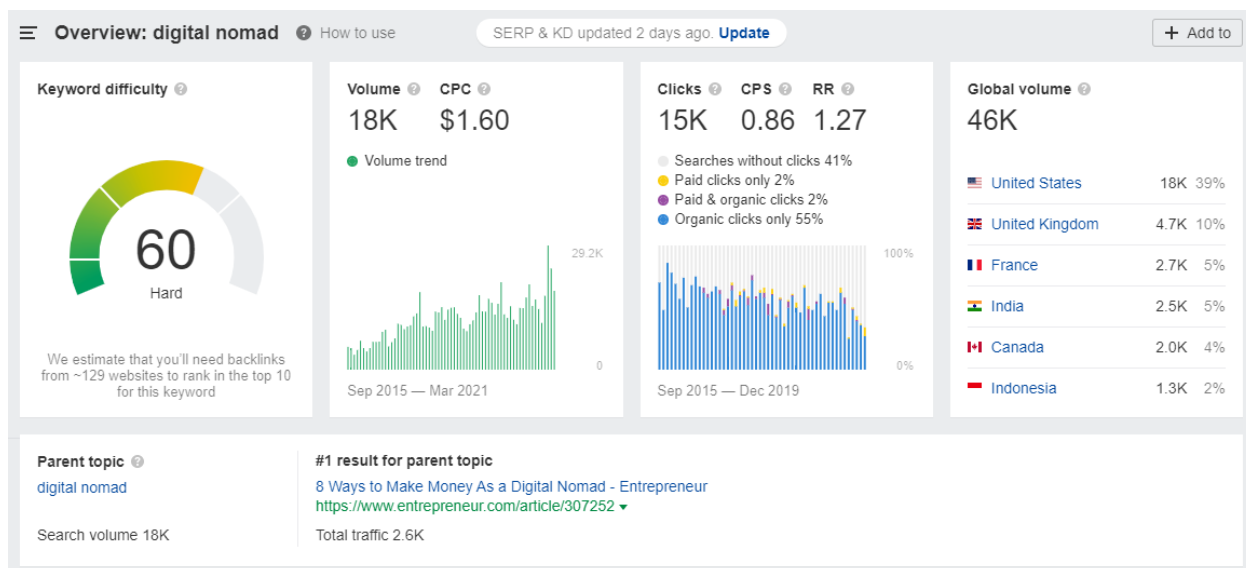 Overview: digital nomad ? How to use SERP & KD updated 2 days ago. Update + Add to
Keyword difficulty ?
60
Hard
We estimate that you'll need backlinks
from ~129 websites to rank in the top 10
for this keyword
Volume ? CPC ?
18K $1.60
Volume trend
29.2K
0
Sep 2015 — Mar 2021
Clicks ? CPS ? RR ?
15K 0.86 1.27
Searches without clicks 41%
Paid clicks only 2%
Paid & organic clicks 2%
Organic clicks only 55%
100%
0%
Sep 2015 — Dec 2019
Global volume ?
46K
United States 18K 39%
United Kingdom 4.7K 10%
France 2.7K 5%
India 2.5K 5%
Canada 2.0K 4%
Indonesia 1.3K 2%
Parent topic ?
digital nomad
Search volume 18K
#1 result for parent topic
8 Ways to Make Money As a Digital Nomad - Entrepreneur
https://www.entrepreneur.com/article/307252
Total traffic 2.6K